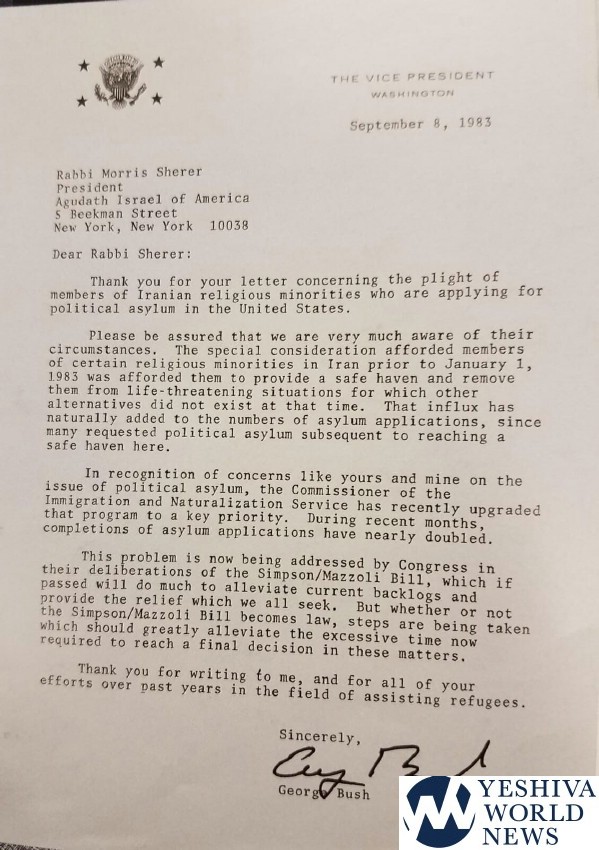 THE VICE PRESIDENT
WASHINGTON
September 8, 1983
Rabbi Morris Sherer
President
Agudath Israel of America
5 Beekman Street
New York, New York 10038
Dear Rabbi Sherer:
Thank you for your letter concerning the plight of
members of Iranian religious minorities who are applying for
political asylum in the United States.
Please be assured that we are very much aware of their
circumstances. The special consideration afforded members
of certain religious minorities in Iran prior to January 1,
1983 was afforded them to provide a safe haven and remove
them from life-threatening situations for which other
alternatives did not exist at that time. That influx has
naturally added to the numbers of asylum applications, since
many requested political asylum subsequent to reaching a
safe haven here.
In recognition of concerns like yours and mine on the
issue of political asylum, the Commissioner of the
Immigration and Naturalization Service has recently upgraded
that program to a key priority. During recent months,
completions of asylum applications have nearly doubled.
This problem is now being addressed by Congress in
their deliberations of the Simpson/Mazzoli Bill, which if
passed will do much to alleviate current backlogs and
provide the relief which we all seek. But whether or not
the Simpson/Mazzoli Bill becomes law, steps are being taken
which should greatly alleviate the excessive time now
required to reach a final decision in these matters.
Thank you for writing to me, and for all of your
efforts over past years in the field of assisting refugees.
Sincerely,
George Bush
YESHIVA
WORLD
NEWS